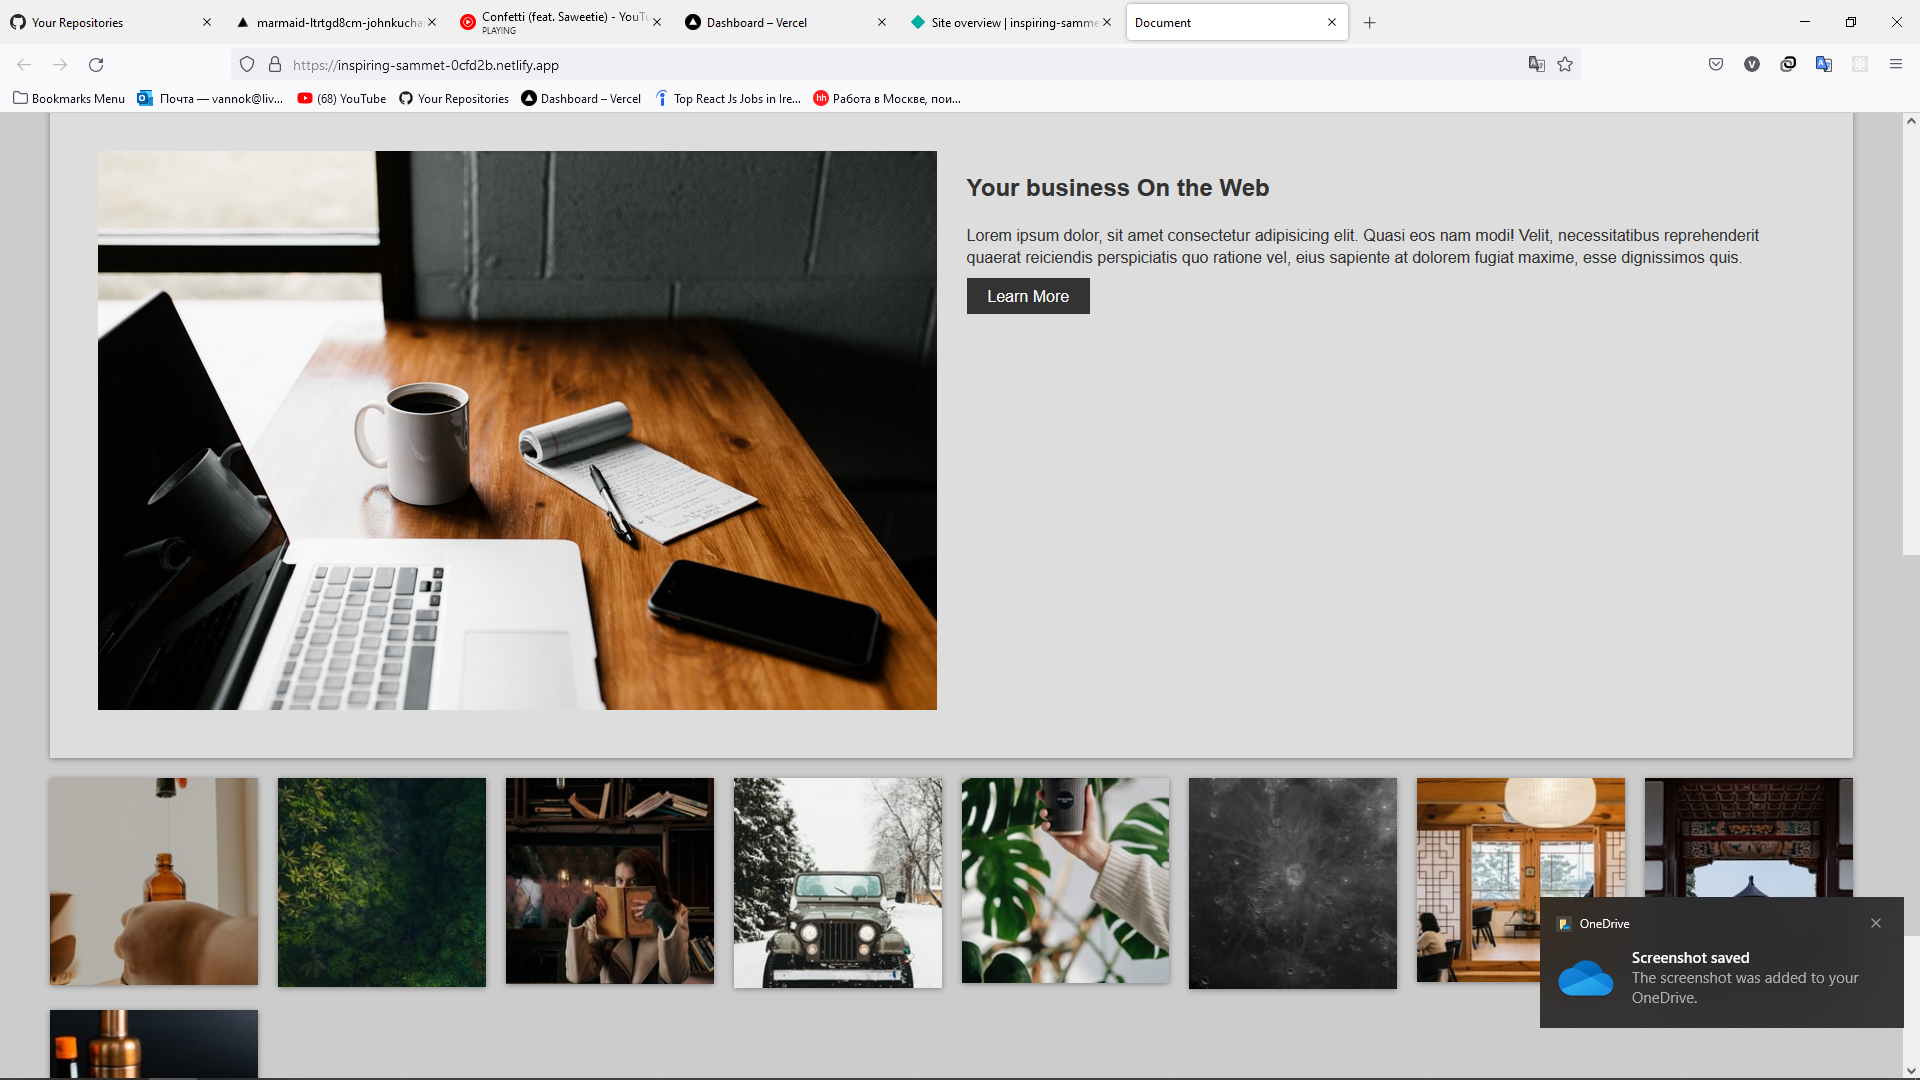 Your Repositories
marmaid-ltrtgd8cm-johnkucha
Confetti (feat. Saweetie) - YouTu
PLAYING
Dashboard – Vercel
Site overview | inspiring-samme
Document
https://inspiring-sammet-0cfd2b.netlify.app
V
Bookmarks Menu
Почта — vannok@liv...
(68) YouTube
Your Repositories
Dashboard – Vercel
Top React Js Jobs in Ire...
hh
Работа в Москве, пои...
Your business On the Web
Lorem ipsum dolor, sit amet consectetur adipisicing elit. Quasi eos nam modi! Velit, necessitatibus reprehenderit
quaerat reiciendis perspiciatis quo ratione vel, eius sapiente at dolorem fugiat maxime, esse dignissimos quis.
Learn More
OneDrive
Screenshot saved
The screenshot was added to your
OneDrive.